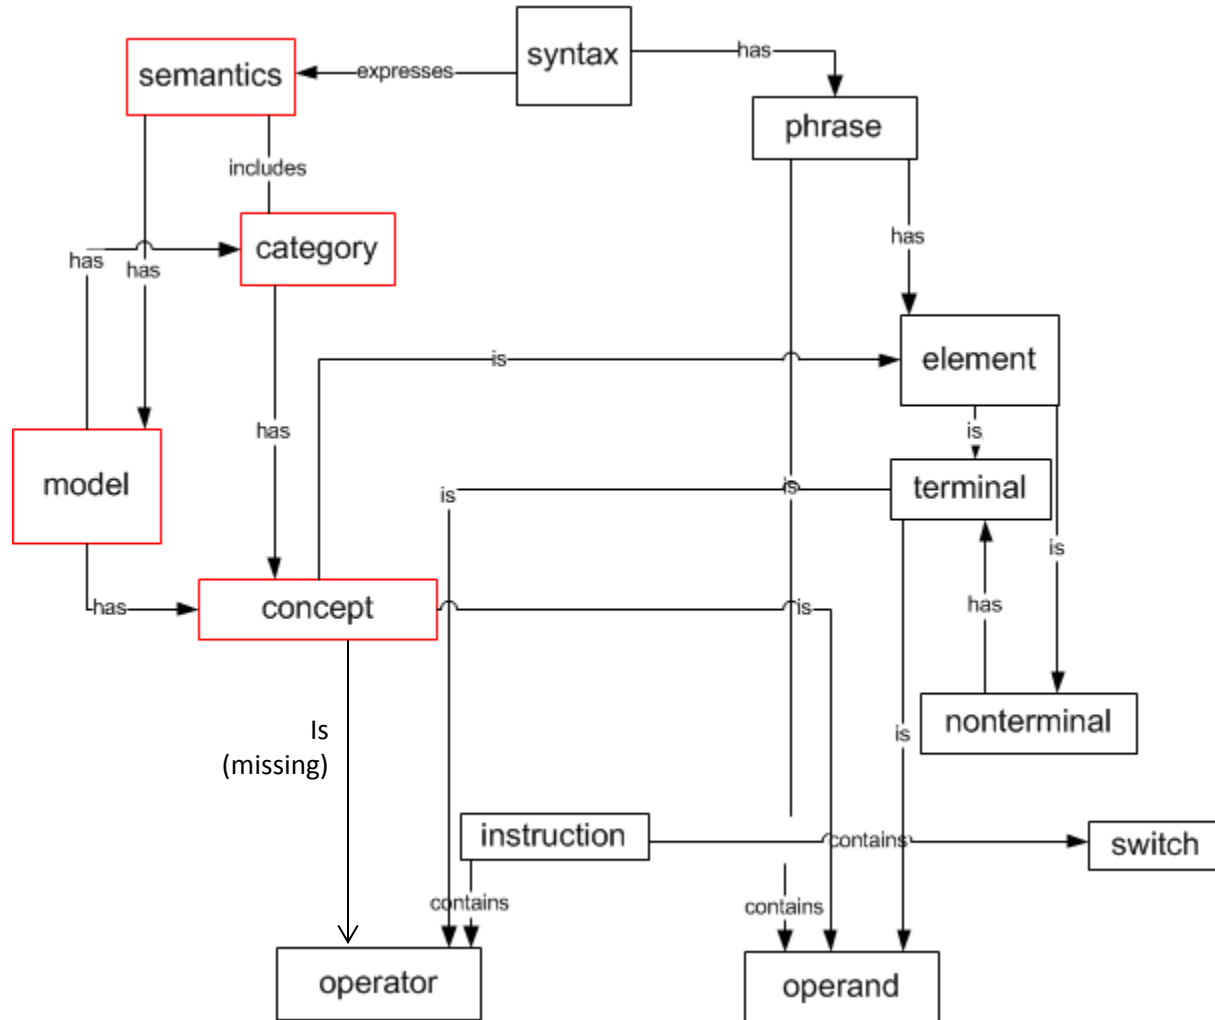 syntax
has
semantics
expresses
phrase
includes
category
has
has
has
is
element
has
is
model
terminal
is
is
is
has
has
concept
is
nonterminal
Is
is
(missing)
instruction
contains
switch
contains
contains
operator
operand